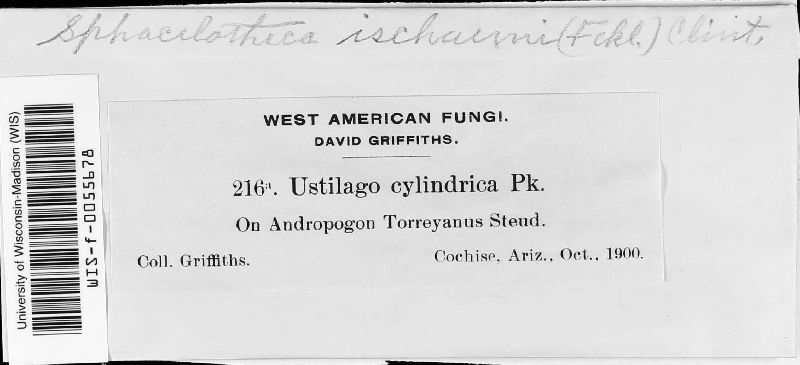 Sphacelotheca ischaemi (Fckl.) Clint.
University of Wisconsin-Madison (WIS)
WIS-f-0055678
WEST AMERICAN FUNGI.
DAVID GRIFFITHS.
216ᵃ. Ustilago cylindrica Pk.
On Andropogon Torreyanus Steud.
Coll. Griffiths. Cochise, Ariz., Oct., 1900.